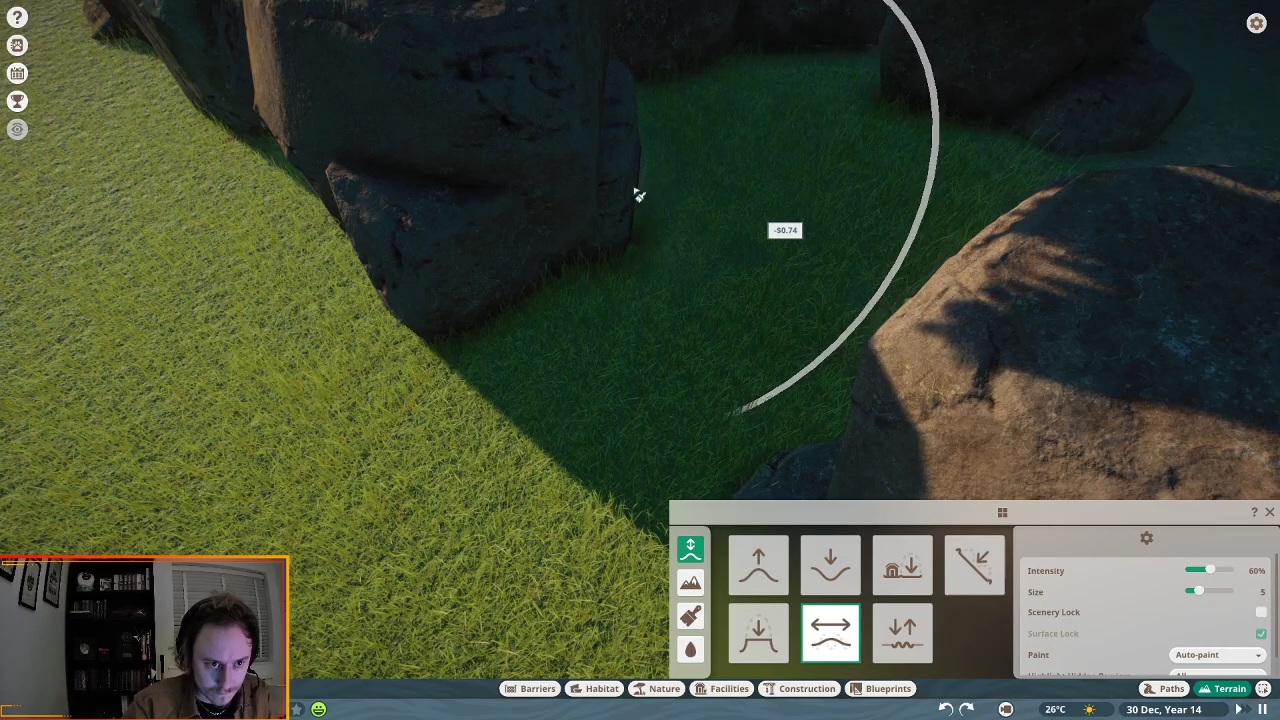 ?
-$0.74
? ×
Intensity 60%
Size 5
Scenery Lock
Surface Lock
Paint Auto-paint
Barriers Habitat Nature Facilities Construction Blueprints Paths Terrain
26°C 30 Dec, Year 14